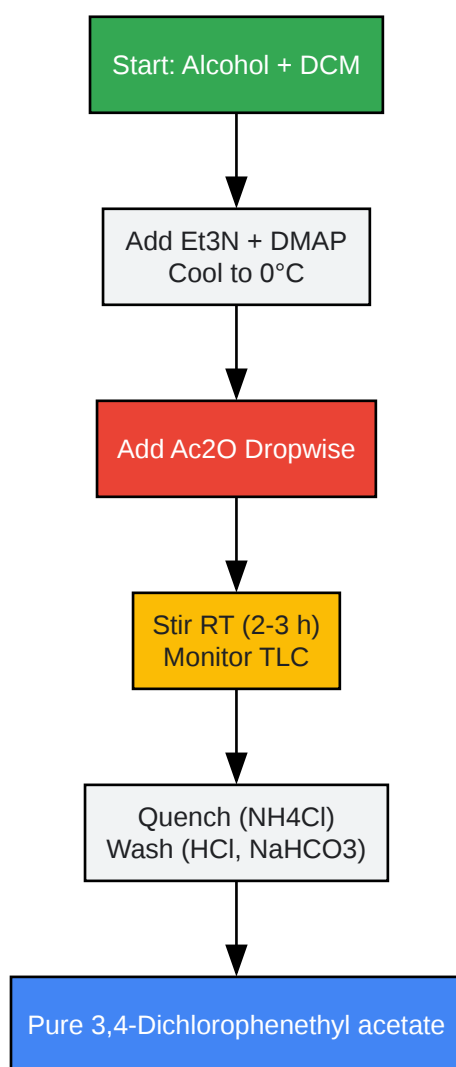 Start: Alcohol + DCM
Add Et3N + DMAP
Cool to 0°C
Add Ac2O Dropwise
Stir RT (2-3 h)
Monitor TLC
Quench (NH4Cl)
Wash (HCl, NaHCO3)
Pure 3,4-Dichlorophenethyl acetate